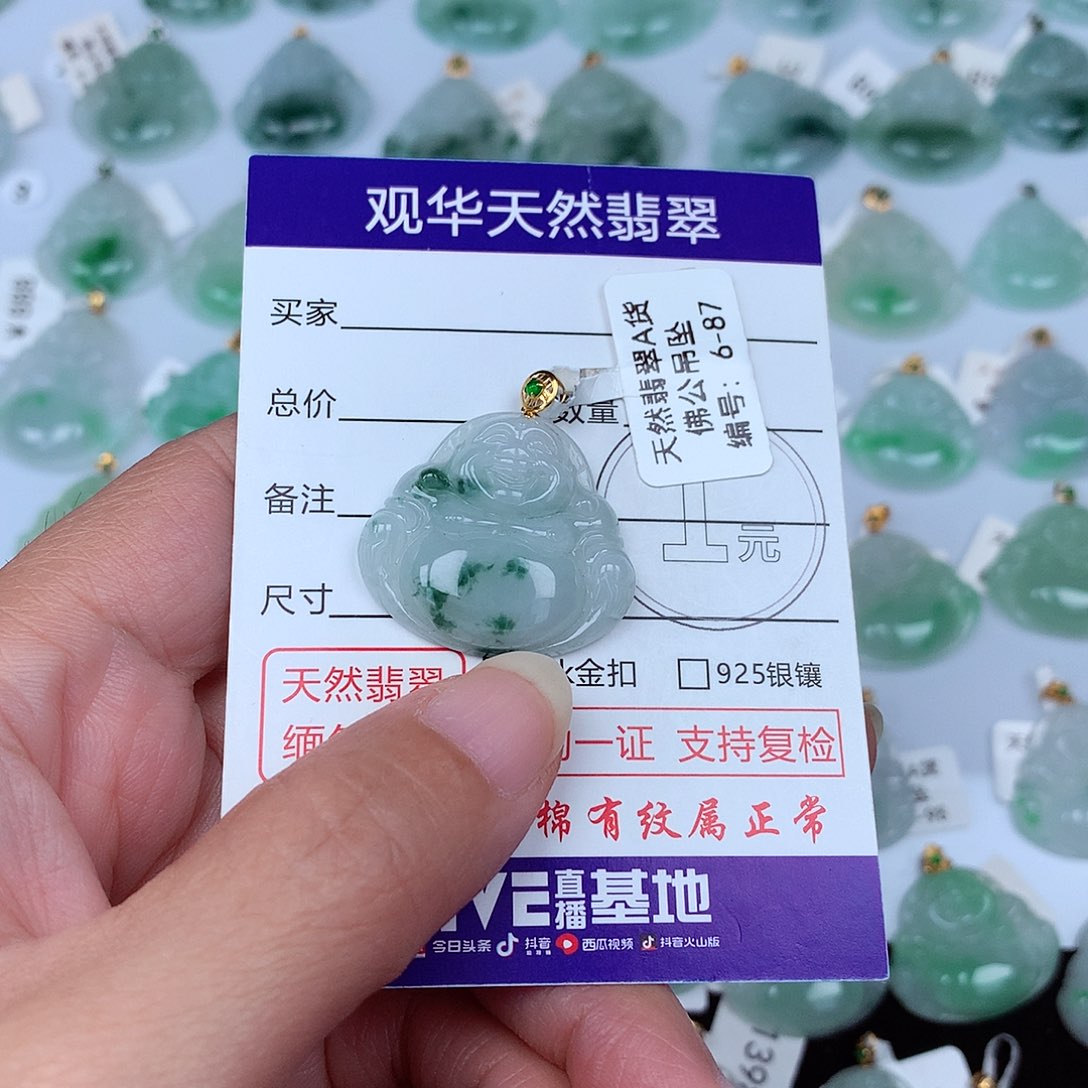 观华天然翡翠
买家
天然翡翠A货
佛公吊坠
编号：6-87
总价 数量
1元
备注
尺寸
金扣 925银镶
天然翡翠
缅 一证 支持复检
棉有纹属正常
直播基地
今日头条 抖音 西瓜视频 抖音火山版